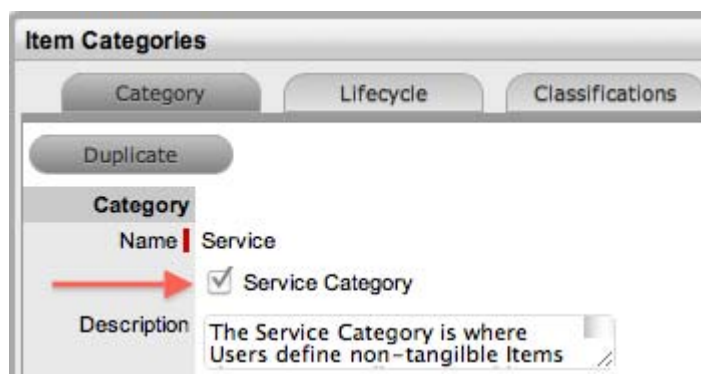 Item Categories
Category Lifecycle Classifications
Duplicate
Category
Name Service
Service Category
Description The Service Category is where
Users define non-tangilble Items